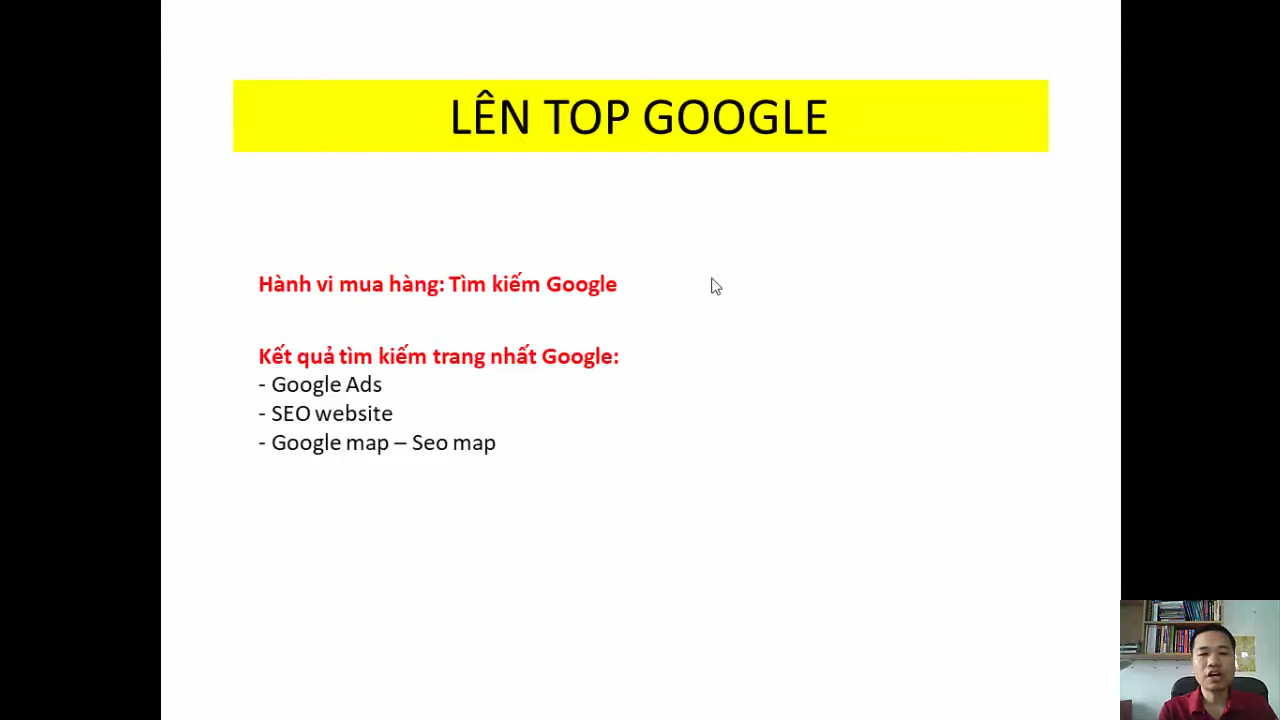 LÊN TOP GOOGLE
Hành vi mua hàng: Tìm kiếm Google
Kết quả tìm kiếm trang nhất Google:
- Google Ads
- SEO website
- Google map – Seo map